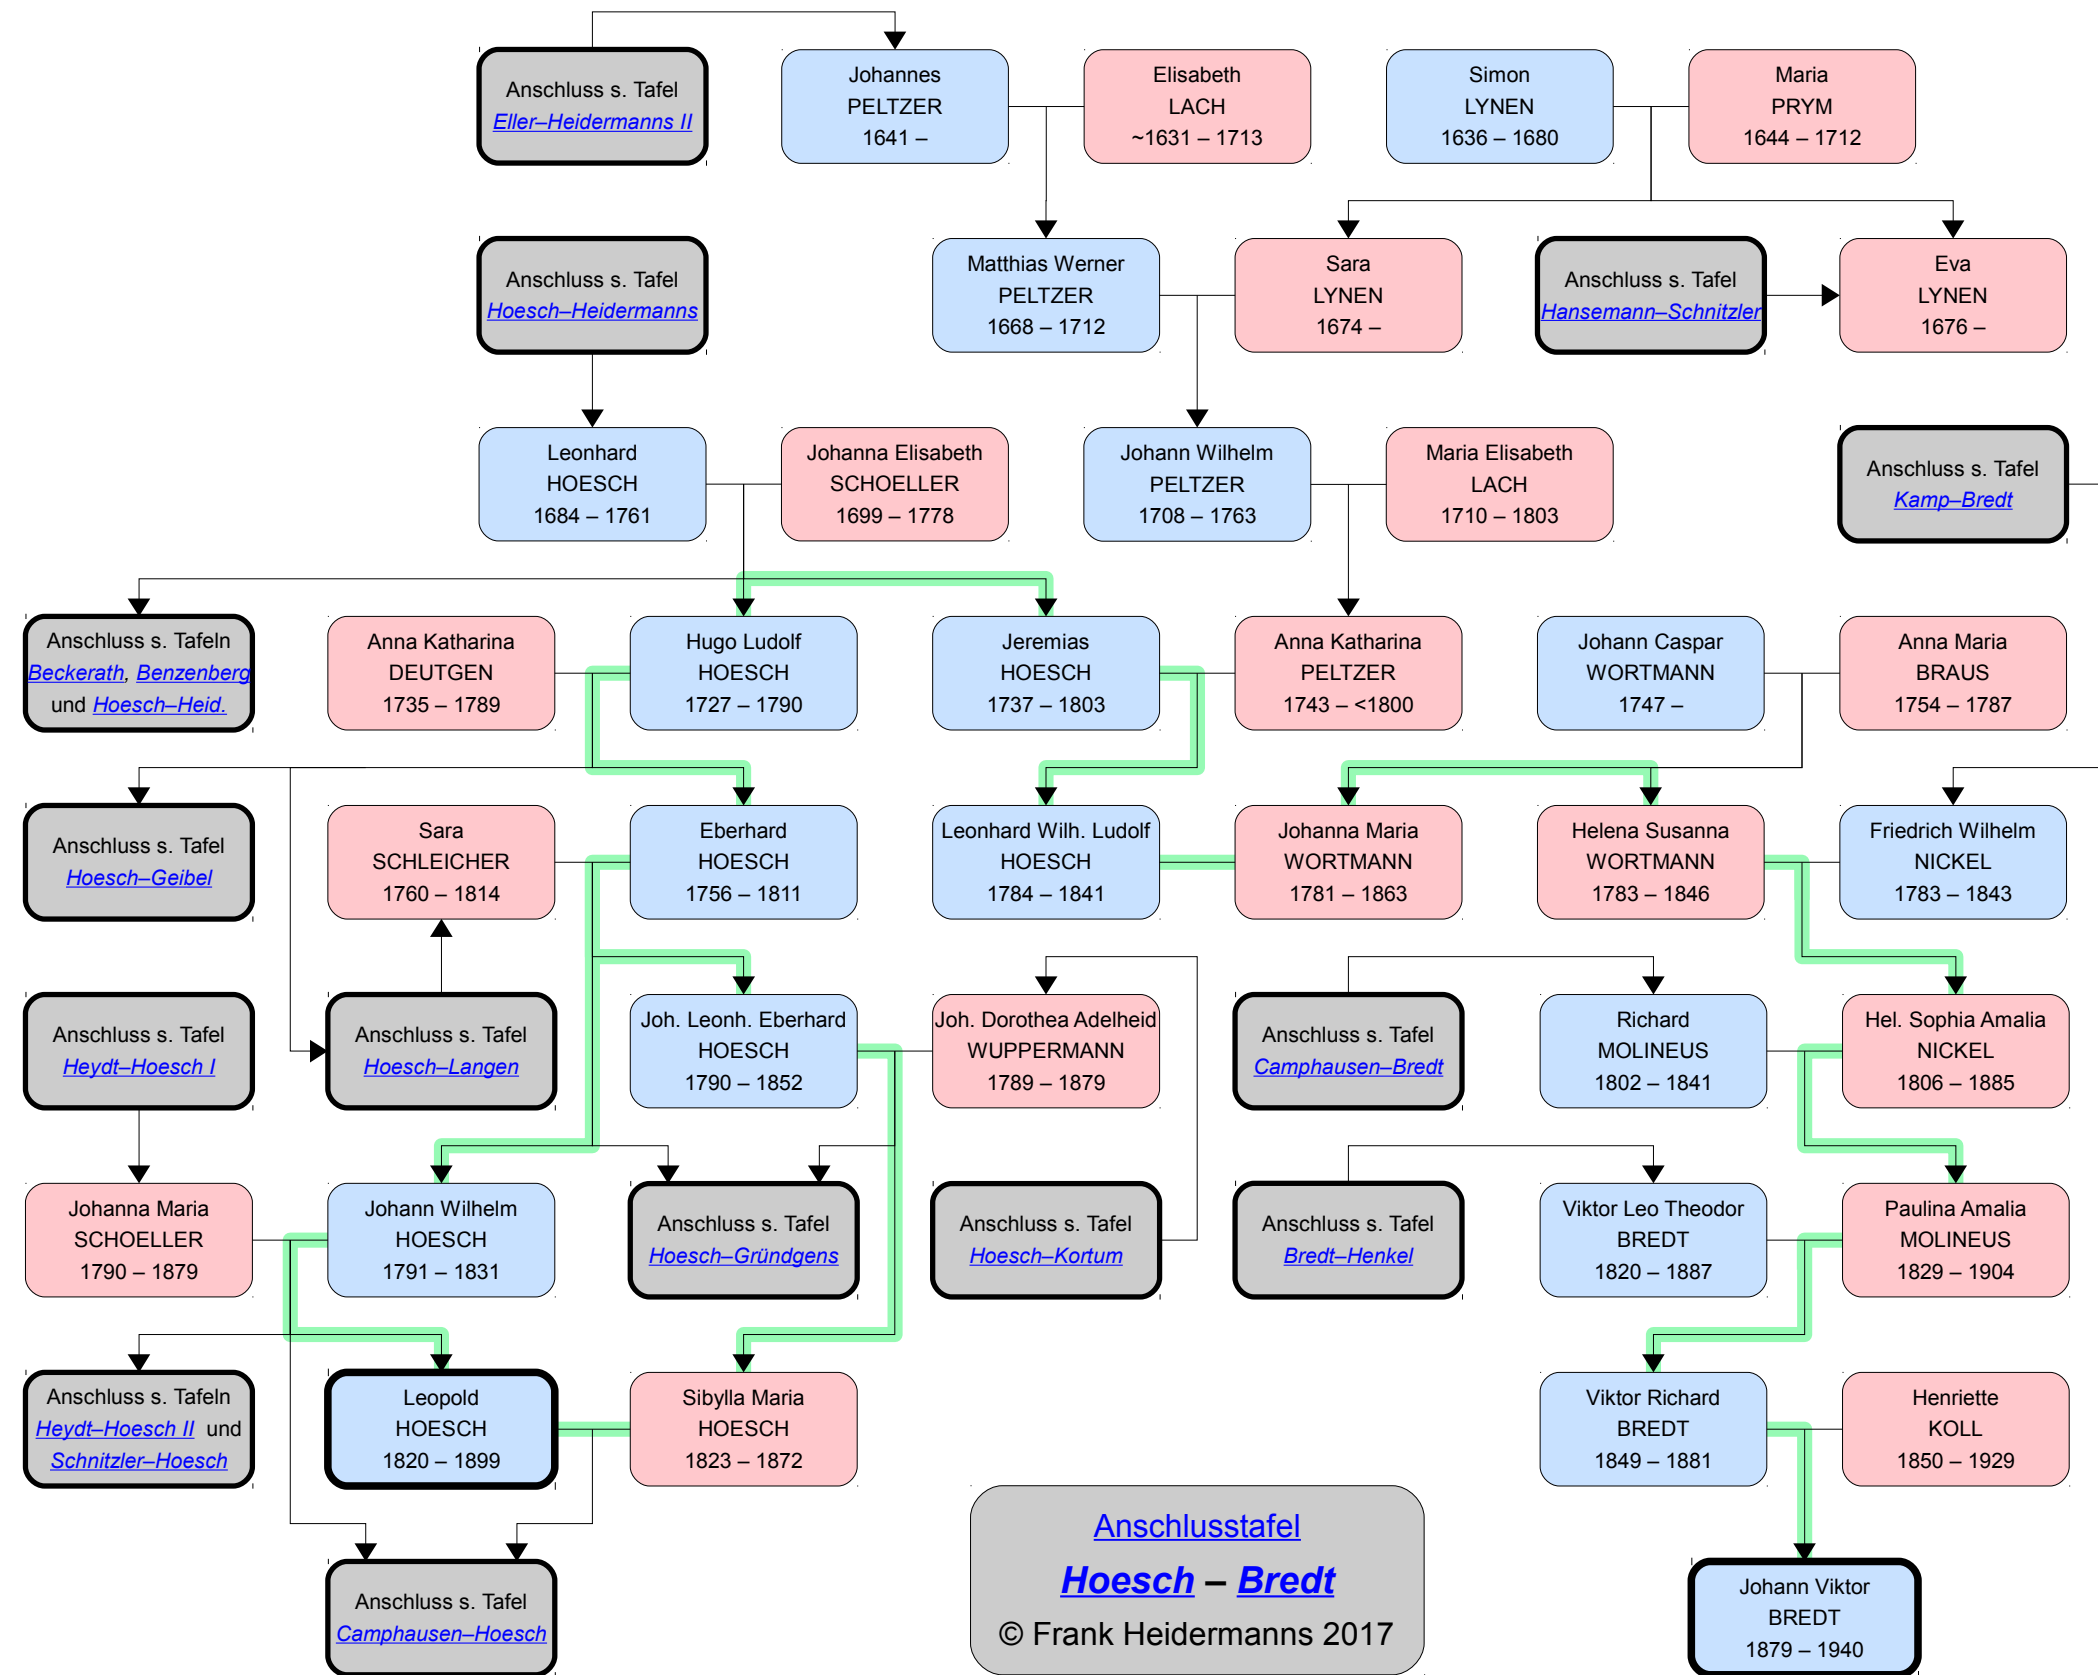 Anschluss s. Tafel
Eller–Heidermanns II
Johannes
PELTZER
1641 –
Elisabeth
LACH
~1631 – 1713
Simon
LYNEN
1636 – 1680
Maria
PRYM
1644 – 1712
Anschluss s. Tafel
Hoesch–Heidermanns
Matthias Werner
PELTZER
1668 – 1712
Sara
LYNEN
1674 –
Anschluss s. Tafel
Hansemann–Schnitzler
Eva
LYNEN
1676 –
Leonhard
HOESCH
1684 – 1761
Johanna Elisabeth
SCHOELLER
1699 – 1778
Johann Wilhelm
PELTZER
1708 – 1763
Maria Elisabeth
LACH
1710 – 1803
Anschluss s. Tafel
Kamp–Bredt
Anschluss s. Tafeln
Beckerath, Benzenberg
und Hoesch–Heid.
Anna Katharina
DEUTGEN
1735 – 1789
Hugo Ludolf
HOESCH
1727 – 1790
Jeremias
HOESCH
1737 – 1803
Anna Katharina
PELTZER
1743 – <1800
Johann Caspar
WORTMANN
1747 –
Anna Maria
BRAUS
1754 – 1787
Anschluss s. Tafel
Hoesch–Geibel
Sara
SCHLEICHER
1760 – 1814
Eberhard
HOESCH
1756 – 1811
Leonhard Wilh. Ludolf
HOESCH
1784 – 1841
Johanna Maria
WORTMANN
1781 – 1863
Helena Susanna
WORTMANN
1783 – 1846
Friedrich Wilhelm
NICKEL
1783 – 1843
Anschluss s. Tafel
Heydt–Hoesch I
Anschluss s. Tafel
Hoesch–Langen
Joh. Leonh. Eberhard
HOESCH
1790 – 1852
Joh. Dorothea Adelheid
WUPPERMANN
1789 – 1879
Anschluss s. Tafel
Camphausen–Bredt
Richard
MOLINEUS
1802 – 1841
Hel. Sophia Amalia
NICKEL
1806 – 1885
Johanna Maria
SCHOELLER
1790 – 1879
Johann Wilhelm
HOESCH
1791 – 1831
Anschluss s. Tafel
Hoesch–Gründgens
Anschluss s. Tafel
Hoesch–Kortum
Anschluss s. Tafel
Bredt–Henkel
Viktor Leo Theodor
BREDT
1820 – 1887
Paulina Amalia
MOLINEUS
1829 – 1904
Anschluss s. Tafeln
Heydt–Hoesch II und
Schnitzler–Hoesch
Leopold
HOESCH
1820 – 1899
Sibylla Maria
HOESCH
1823 – 1872
Viktor Richard
BREDT
1849 – 1881
Henriette
KOLL
1850 – 1929
Anschluss s. Tafel
Camphausen–Hoesch
Anschlusstafel
Hoesch – Bredt
© Frank Heidermanns 2017
Johann Viktor
BREDT
1879 – 1940